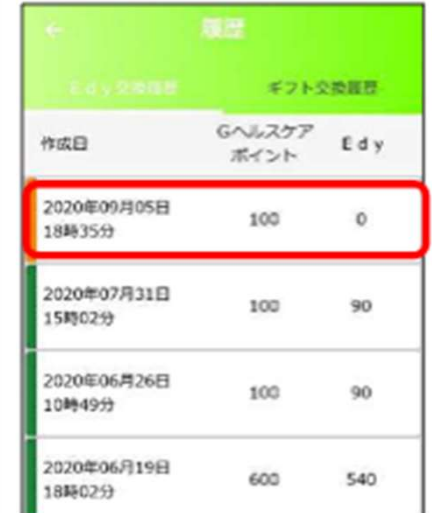 履歴
Edy交換履歴
ギフト交換履歴
作成日
Gヘルスケア
ポイント
Edy
2020年09月05日
18時35分
100
0
2020年07月31日
15時02分
100
90
2020年06月26日
10時49分
100
90
2020年06月19日
18時02分
600
540